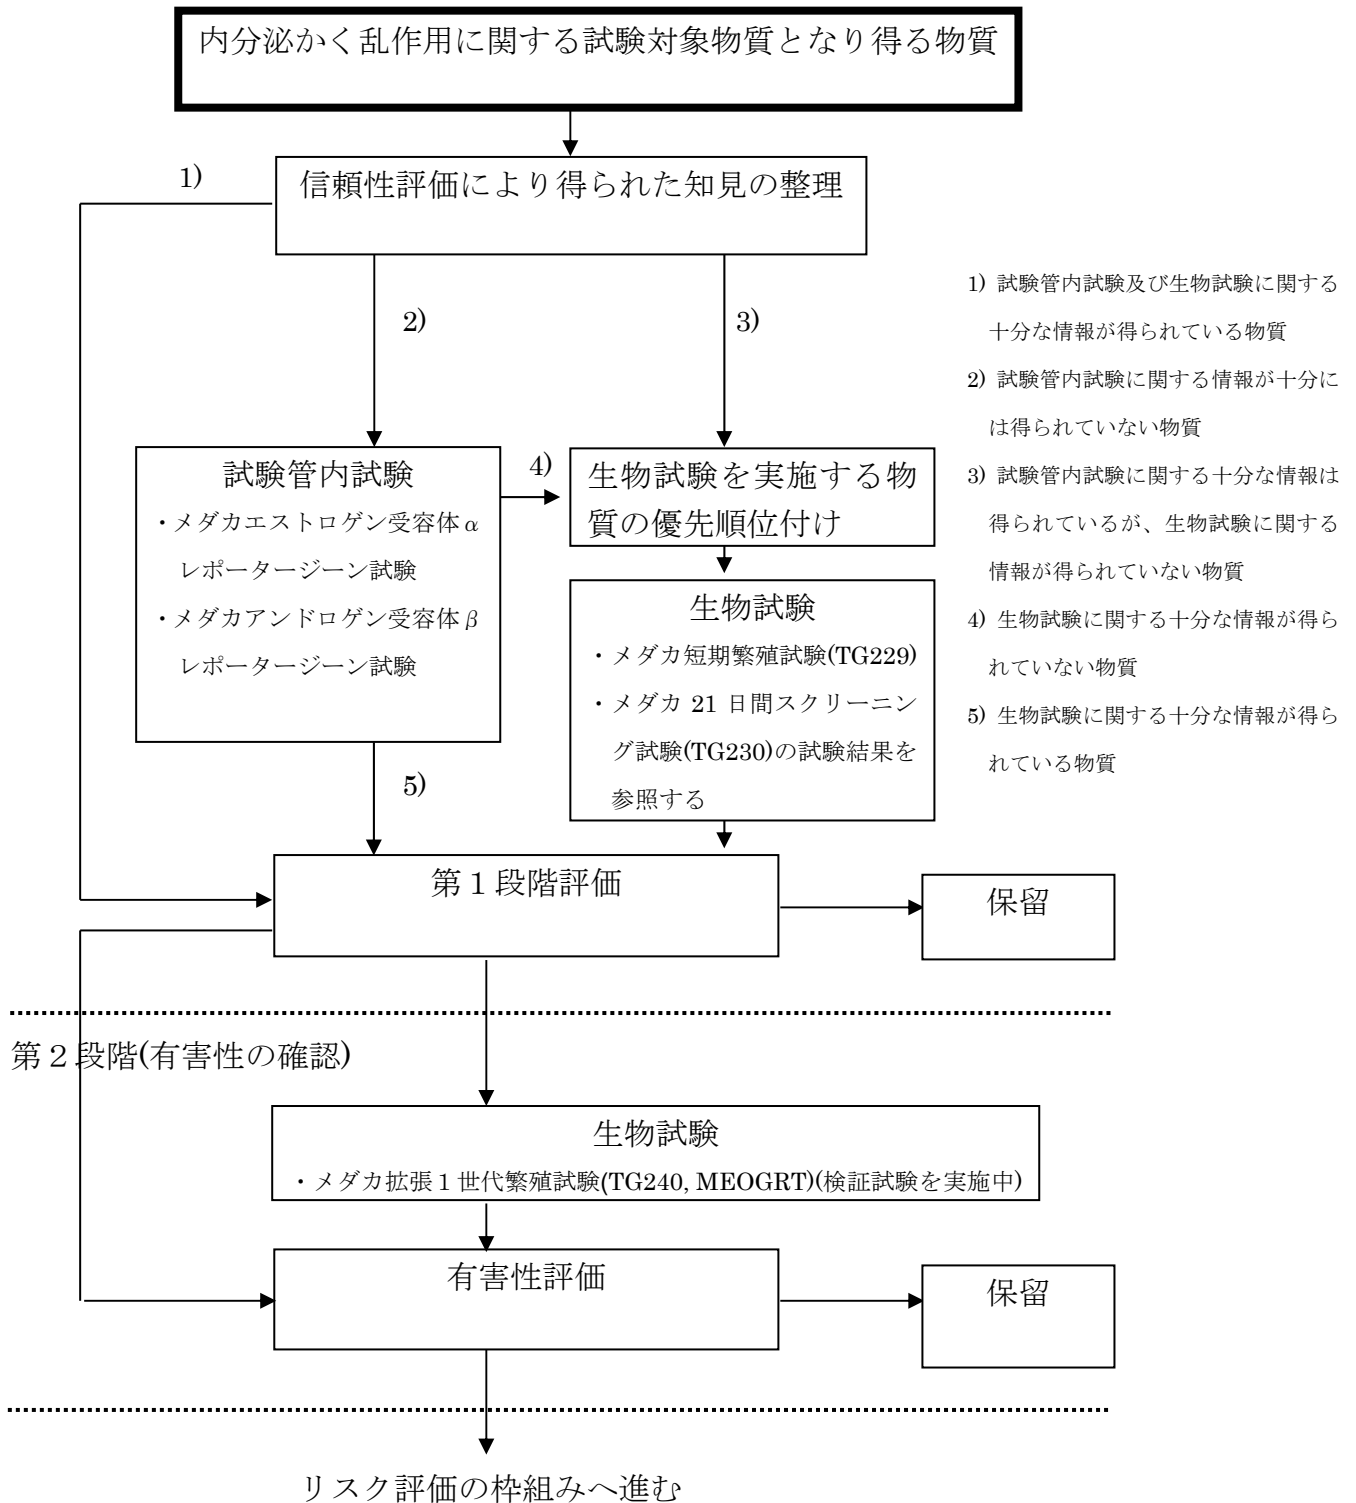 内分泌かく乱作用に関する試験対象物質となり得る物質
1)
信頼性評価により得られた知見の整理
2)
3)
1) 試験管内試験及び生物試験に関する
十分な情報が得られている物質
2) 試験管内試験に関する情報が十分に
は得られていない物質
3) 試験管内試験に関する十分な情報は
得られているが、生物試験に関する
情報が得られていない物質
4) 生物試験に関する十分な情報が得ら
れていない物質
5) 生物試験に関する十分な情報が得ら
れている物質
試験管内試験
・メダカエストロゲン受容体α
レポータージーン試験
・メダカアンドロゲン受容体β
レポータージーン試験
4)
生物試験を実施する物
質の優先順位付け
生物試験
・メダカ短期繁殖試験(TG229)
・メダカ 21 日間スクリーニン
グ試験(TG230)の試験結果を
参照する
5)
第１段階評価
保留
第２段階(有害性の確認)
生物試験
・メダカ拡張１世代繁殖試験(TG240, MEOGRT)(検証試験を実施中)
有害性評価
保留
リスク評価の枠組みへ進む